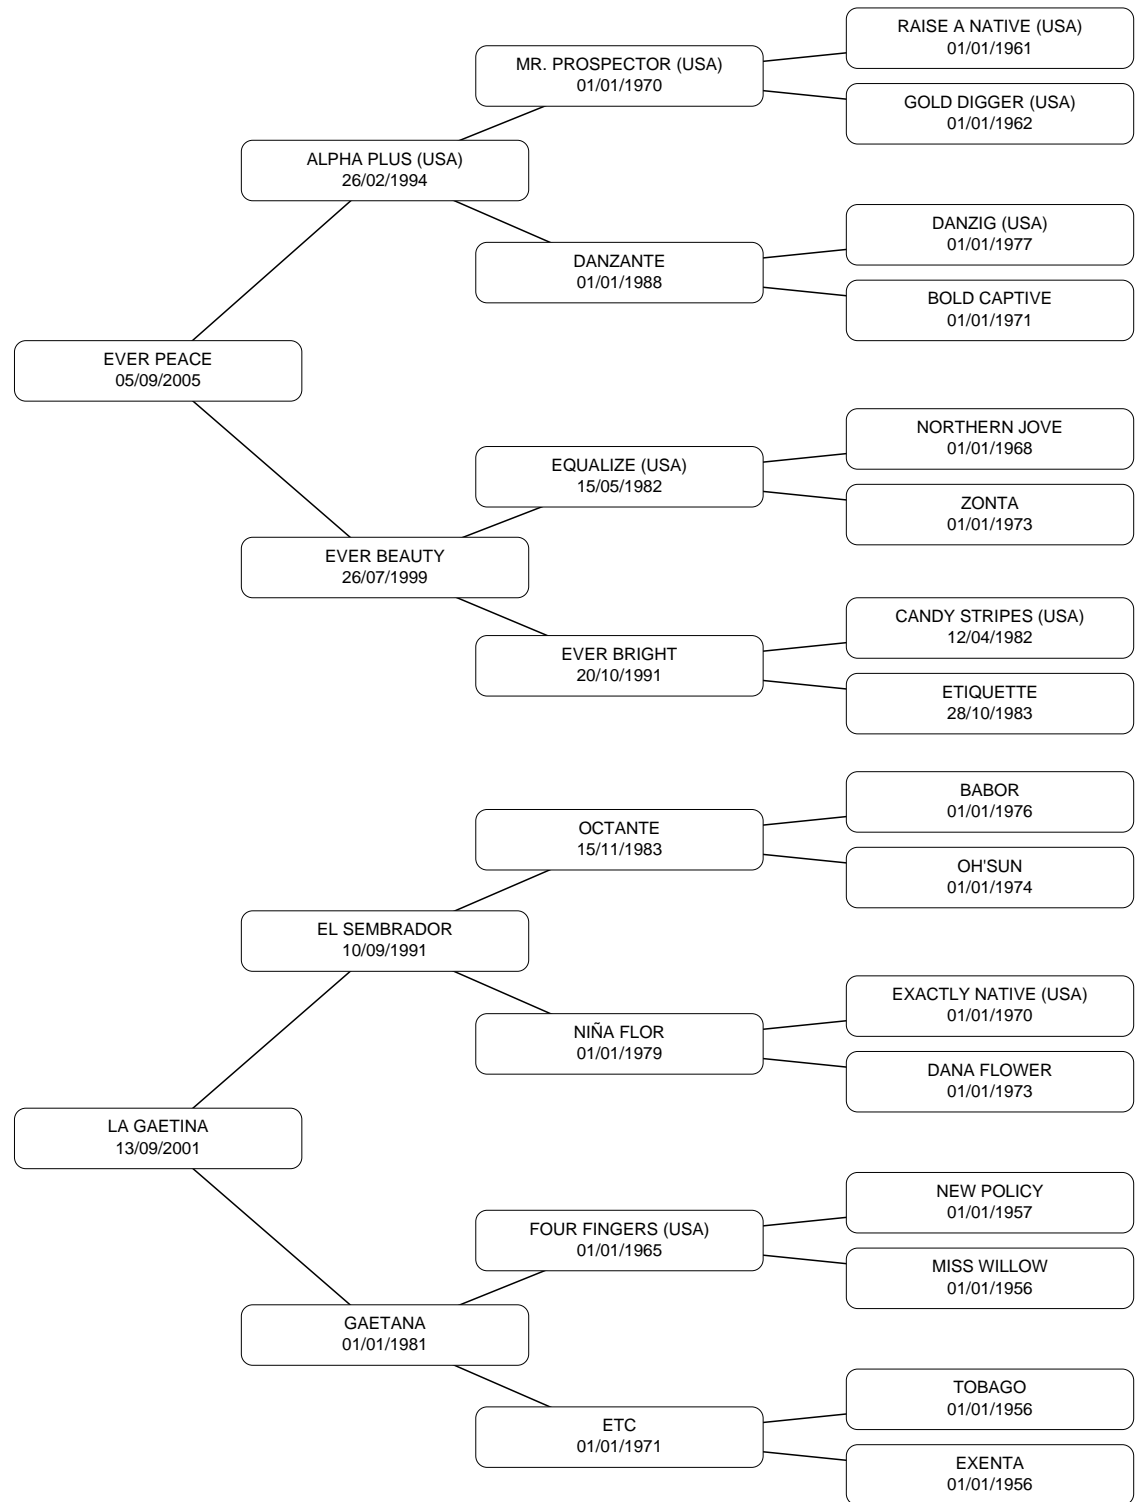 RAISE A NATIVE (USA)
01/01/1961
MR. PROSPECTOR (USA)
01/01/1970
GOLD DIGGER (USA)
01/01/1962
ALPHA PLUS (USA)
26/02/1994
DANZIG (USA)
01/01/1977
DANZANTE
01/01/1988
BOLD CAPTIVE
01/01/1971
EVER PEACE
05/09/2005
NORTHERN JOVE
01/01/1968
EQUALIZE (USA)
15/05/1982
ZONTA
01/01/1973
EVER BEAUTY
26/07/1999
CANDY STRIPES (USA)
12/04/1982
EVER BRIGHT
20/10/1991
ETIQUETTE
28/10/1983
BABOR
01/01/1976
OCTANTE
15/11/1983
OH'SUN
01/01/1974
EL SEMBRADOR
10/09/1991
EXACTLY NATIVE (USA)
01/01/1970
NIÑA FLOR
01/01/1979
DANA FLOWER
01/01/1973
LA GAETINA
13/09/2001
NEW POLICY
01/01/1957
FOUR FINGERS (USA)
01/01/1965
MISS WILLOW
01/01/1956
GAETANA
01/01/1981
TOBAGO
01/01/1956
ETC
01/01/1971
EXENTA
01/01/1956